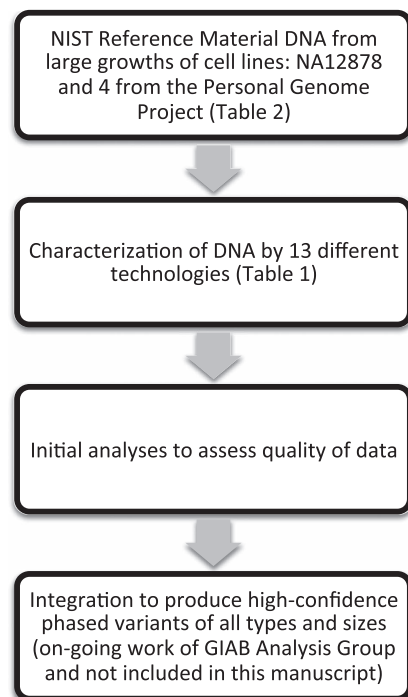 NIST Reference Material DNA from
large growths of cell lines: NA12878
and 4 from the Personal Genome
Project (Table 2)
Characterization of DNA by 13 different
technologies (Table 1)
Initial analyses to assess quality of data
Integration to produce high-confidence
phased variants of all types and sizes
(on-going work of GIAB Analysis Group
and not included in this manuscript)